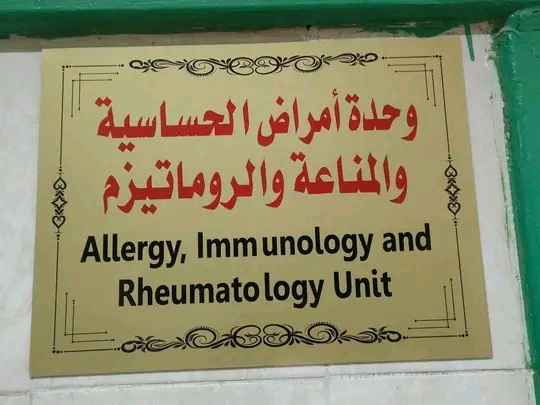 وحدة أمراض الحساسية
والمناعة والروماتيزم
Allergy, Immunology and
Rheumatology Unit